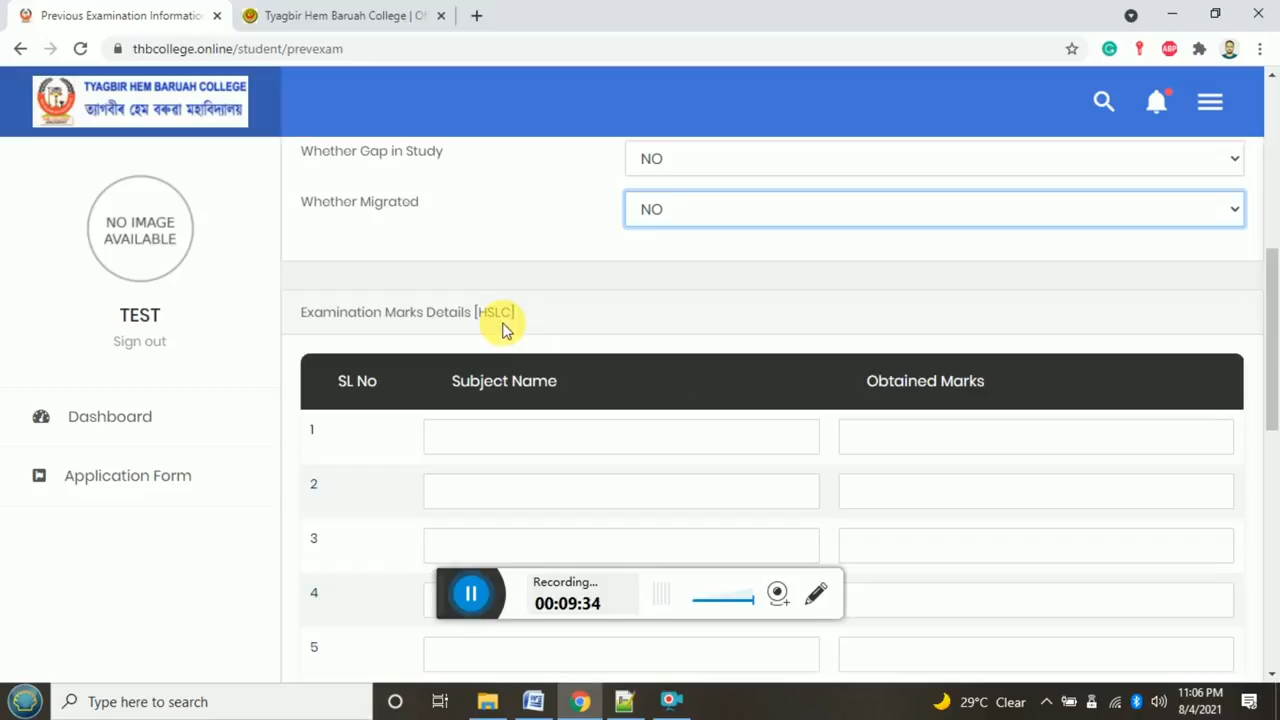 Previous Examination Informatio
Tyagbir Hem Baruah College | Of
thbcollege.online/student/prevexam
ABP
TYAGBIR HEM BARUAH COLLEGE
ত্যাগবীৰ হেম বৰুৱা মহাবিদ্যালয়
Whether Gap in Study
NO
Whether Migrated
NO
NO IMAGE
AVAILABLE
TEST
Sign out
Dashboard
Application Form
Examination Marks Details [HSLC]
SL No
Subject Name
Obtained Marks
1
2
3
4
5
Recording...
00:09:34
Type here to search
29°C Clear
11:06 PM
8/4/2021